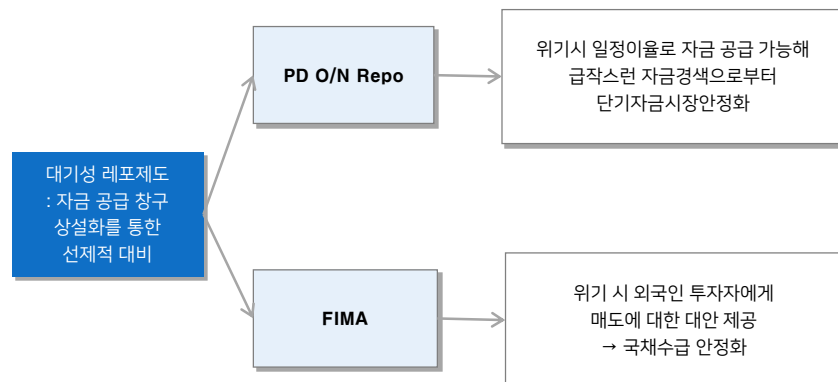 대기성 레포제도
: 자금 공급 창구
상설화를 통한
선제적 대비
PD O/N Repo
위기시 일정이율로 자금 공급 가능해
급작스런 자금경색으로부터
단기자금시장안정화
FIMA
위기 시 외국인 투자자에게
매도에 대한 대안 제공
→ 국채수급 안정화